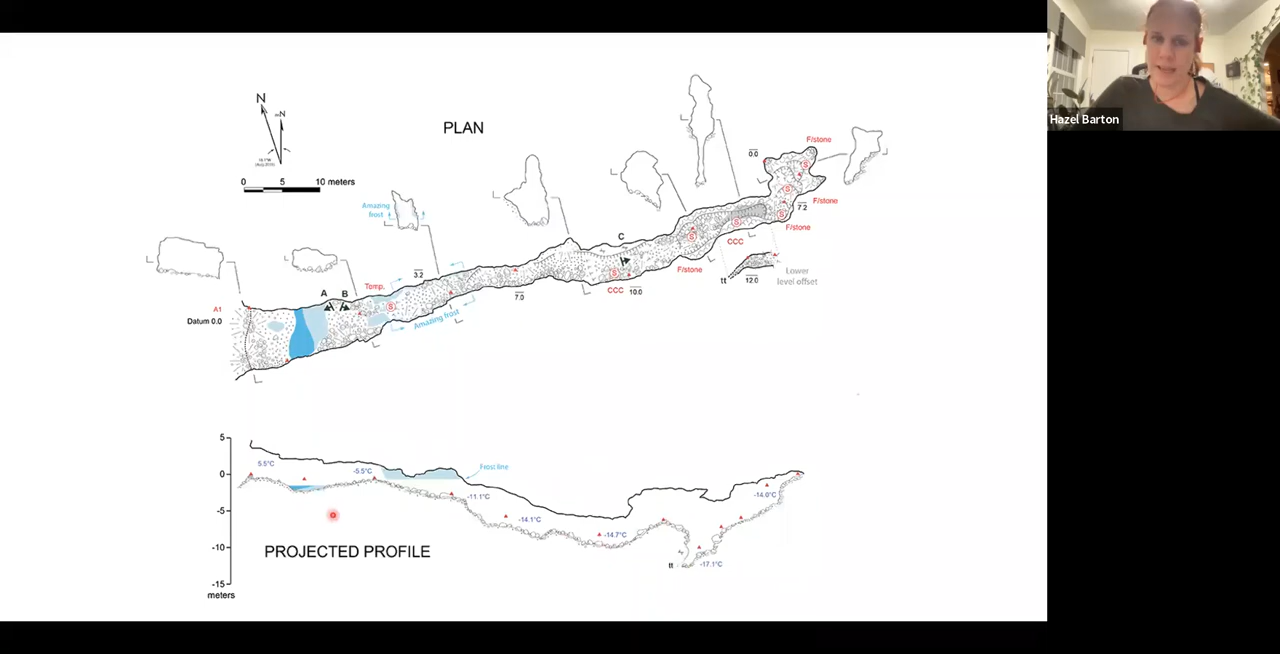 Hazel Barton
N
mN
PLAN
0 5 10 meters
Amazing
frost
0.0
F/stone
S
S
7.2
F/stone
S
F/stone
S
CCC
S
F/stone
C
S
CCC
10.0
tt
12.0
Lower
level offset
3.2
7.0
Temp.
S
Amazing frost
A
B
A1
Datum 0.0
5
0
-5
-10
-15
meters
5.5°C
-5.5°C
Frost line
-11.1°C
-14.1°C
-14.7°C
-14.0°C
tt
-17.1°C
PROJECTED PROFILE